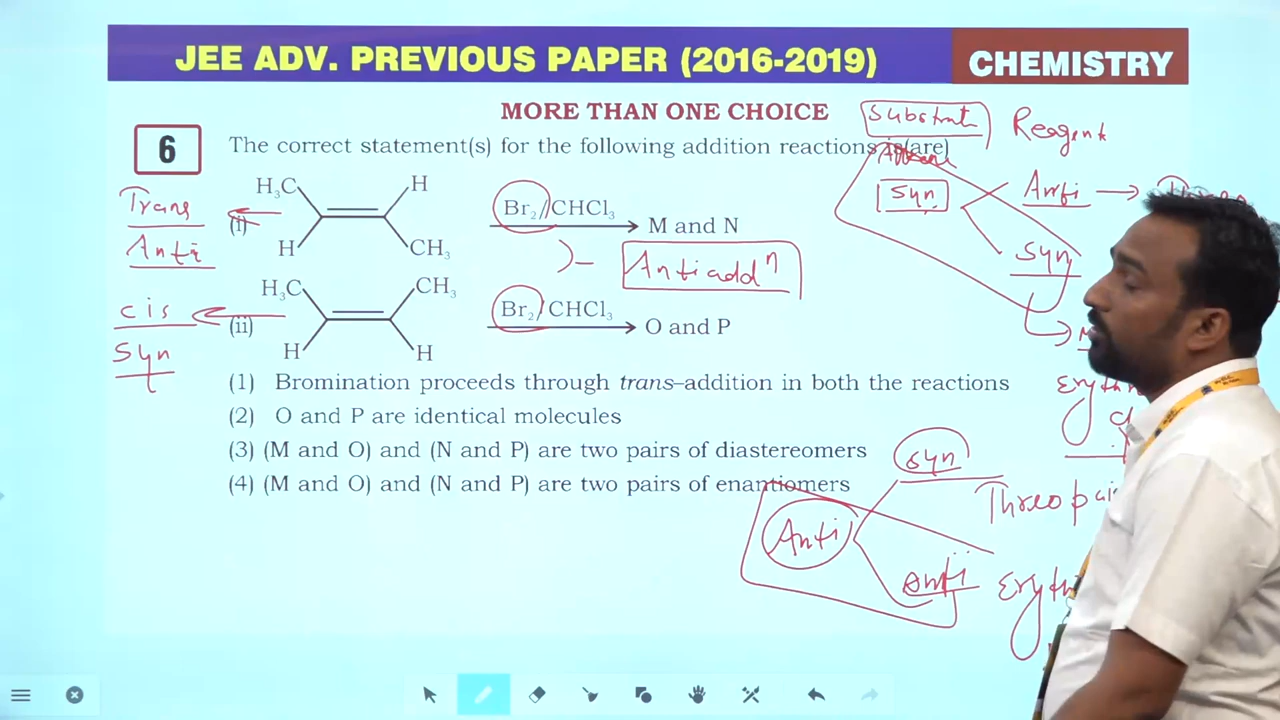 JEE ADV. PREVIOUS PAPER (2016-2019)
CHEMISTRY
MORE THAN ONE CHOICE
6
The correct statement(s) for the following addition reactions is(are)
Substrate
Reagent
H₃C
H
Br₂/CHCl₃
M and N
(i)
H
CH₃
Trans
Anti
Anti addⁿ
H₃C
CH₃
Br₂/CHCl₃
O and P
(ii)
H
H
cis
Syn
Syn
Anti
Syn
(1) Bromination proceeds through trans–addition in both the reactions
(2) O and P are identical molecules
(3) (M and O) and (N and P) are two pairs of diastereomers
(4) (M and O) and (N and P) are two pairs of enantiomers
Syn
Threo
Anti
anti